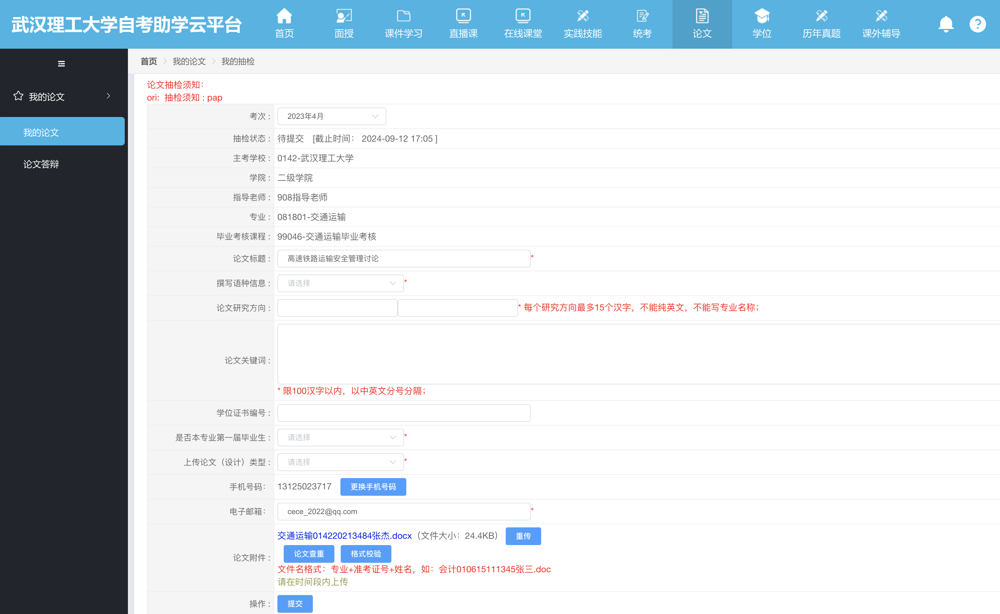 武汉理工大学自考助学云平台
首页 面授 课件学习 直播课 在线课堂 实践技能 统考 论文 学位 历年真题 课外辅导
首页 > 我的论文 > 我的抽检
我的论文
我的论文
论文答辩
论文抽检须知：
ori: 抽检须知 : pap
考次 : 2023年4月
抽检状态 : 待提交 [截止时间： 2024-09-12 17:05 ]
主考学校 : 0142-武汉理工大学
学院 : 二级学院
指导老师 : 908指导老师
专业 : 081801-交通运输
毕业考核课程 : 99046-交通运输毕业考核
论文标题 : 高速铁路运输安全管理讨论 *
撰写语种信息 : 请选择 *
论文研究方向 : * 每个研究方向最多15个汉字，不能纯英文，不能写专业名称；
论文关键词 :
* 限100汉字以内，以中英文分号分隔；
学位证书编号 :
是否本专业第一届毕业生 : 请选择 *
上传论文（设计）类型 : 请选择 *
手机号码： 13125023717 更换手机号码
电子邮箱： cece_2022@qq.com *
论文附件 : 交通运输014220213484张杰.docx（文件大小：24.4KB） 重传
论文查重 格式校验
文件名格式：专业+准考证号+姓名，如：会计010615111345张三.doc
请在时间段内上传
操作 : 提交